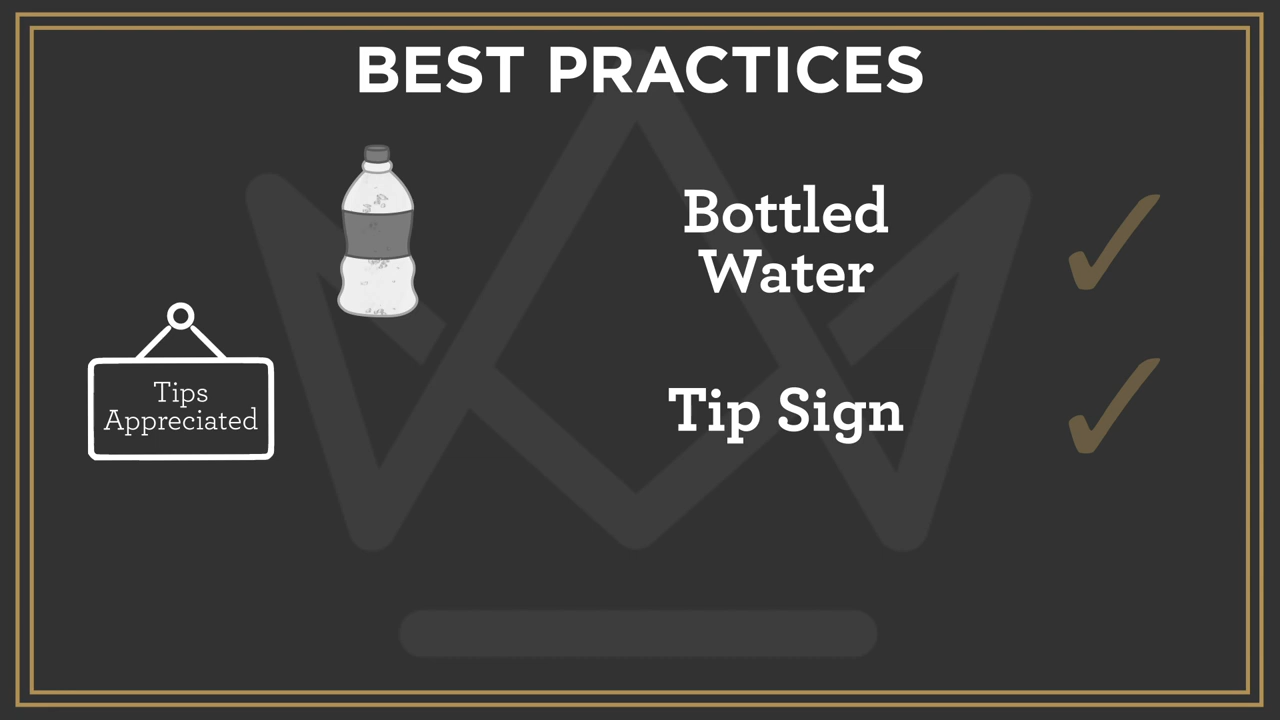 BEST PRACTICES
Bottled
Water
Tips
Appreciated
Tip Sign